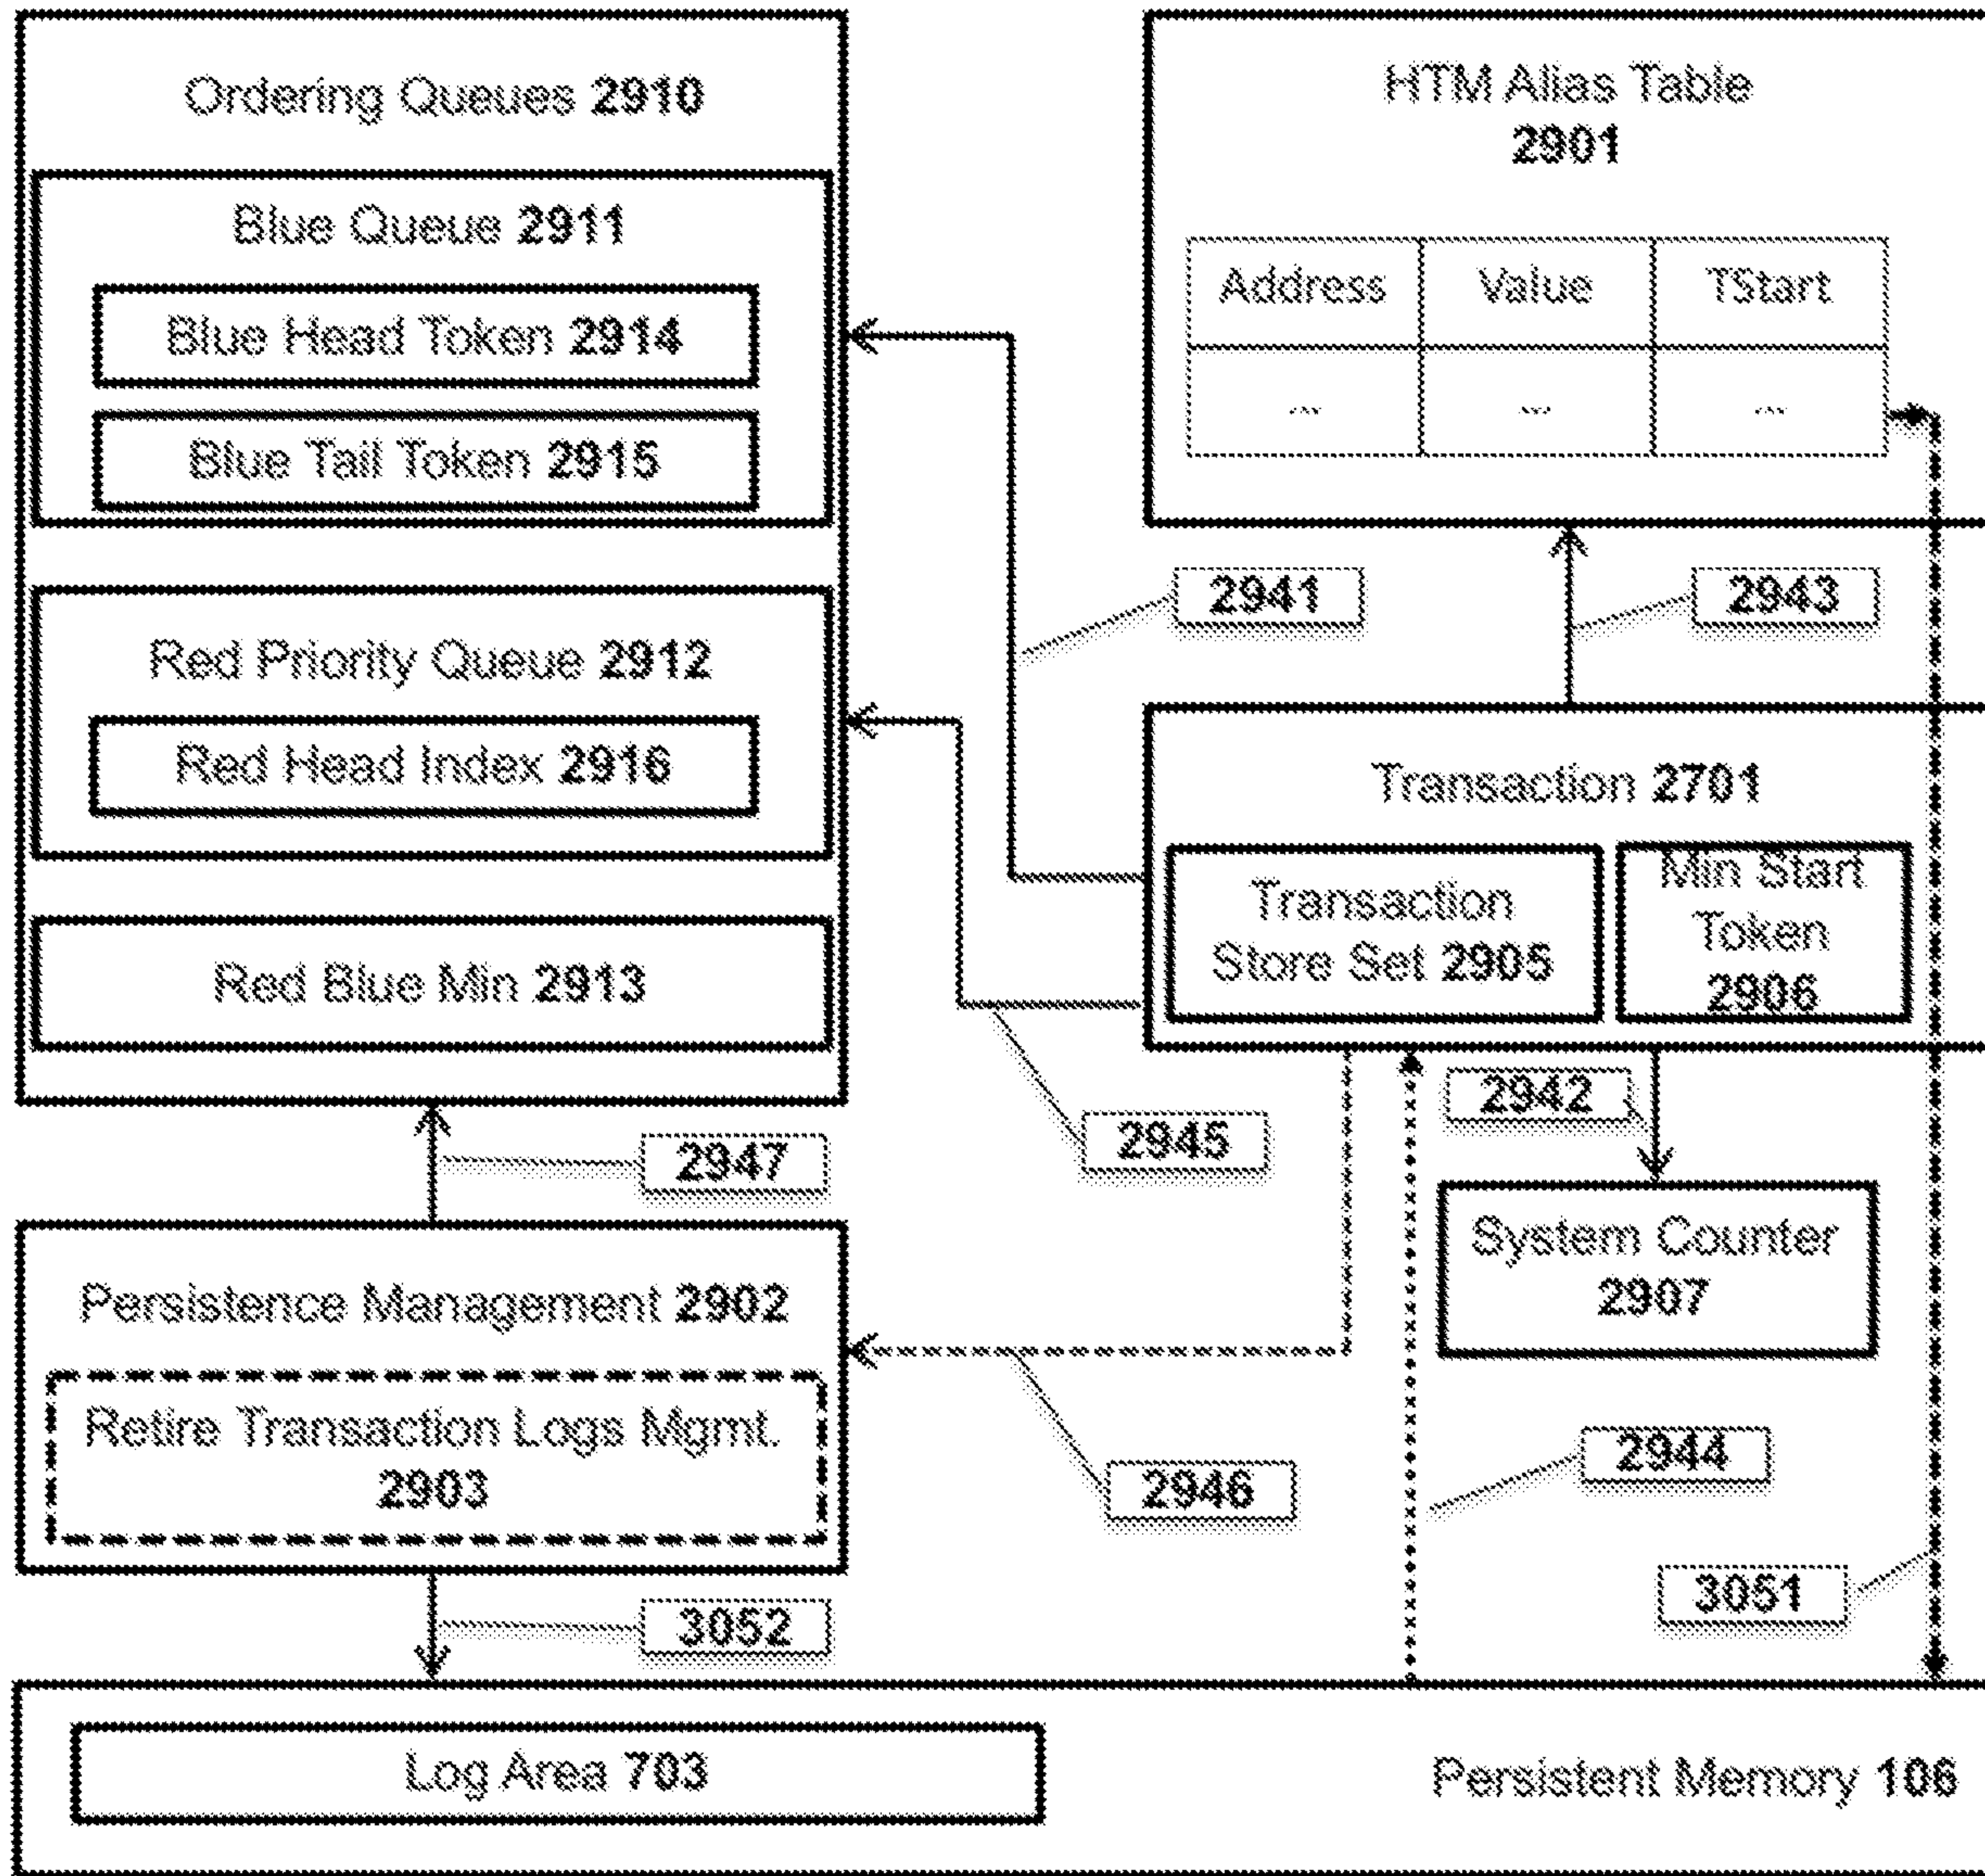 Ordering Queues 2910
Blue Queue 2911
Blue Head Token 2914
Blue Tail Token 2915
Red Priority Queue 2912
Red Head Index 2916
Red Blue Min 2913
HTM Alias Table
2901
Address Value TStart
... ... ...
2941
2943
Transaction 2701
Transaction
Store Set 2905
Min Start
Token
2906
2942
2945
2947
System Counter
2907
Persistence Management 2902
Retire Transaction Logs Mgmt.
2903
2946
2944
3051
3052
Log Area 703
Persistent Memory 106